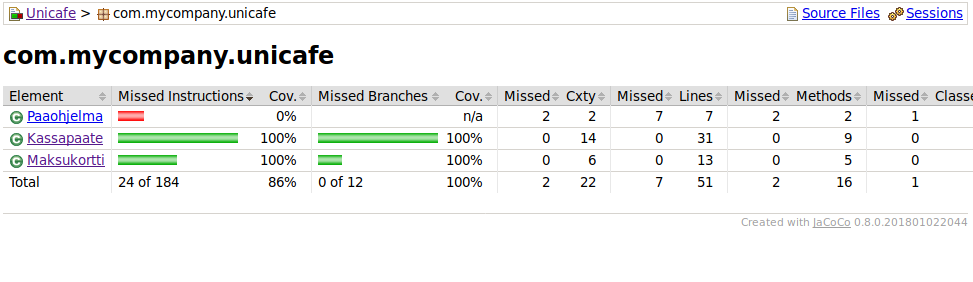 Unicafe > com.mycompany.unicafe Source Files Sessions
com.mycompany.unicafe
Element Missed Instructions Cov. Missed Branches Cov. Missed Cxty Missed Lines Missed Methods Missed Classe
Paaohjelma 0% n/a 2 2 7 7 2 2 1
Kassapaate 100% 100% 0 14 0 31 0 9 0
Maksukortti 100% 100% 0 6 0 13 0 5 0
Total 24 of 184 86% 0 of 12 100% 2 22 7 51 2 16 1
Created with JaCoCo 0.8.0.201801022044